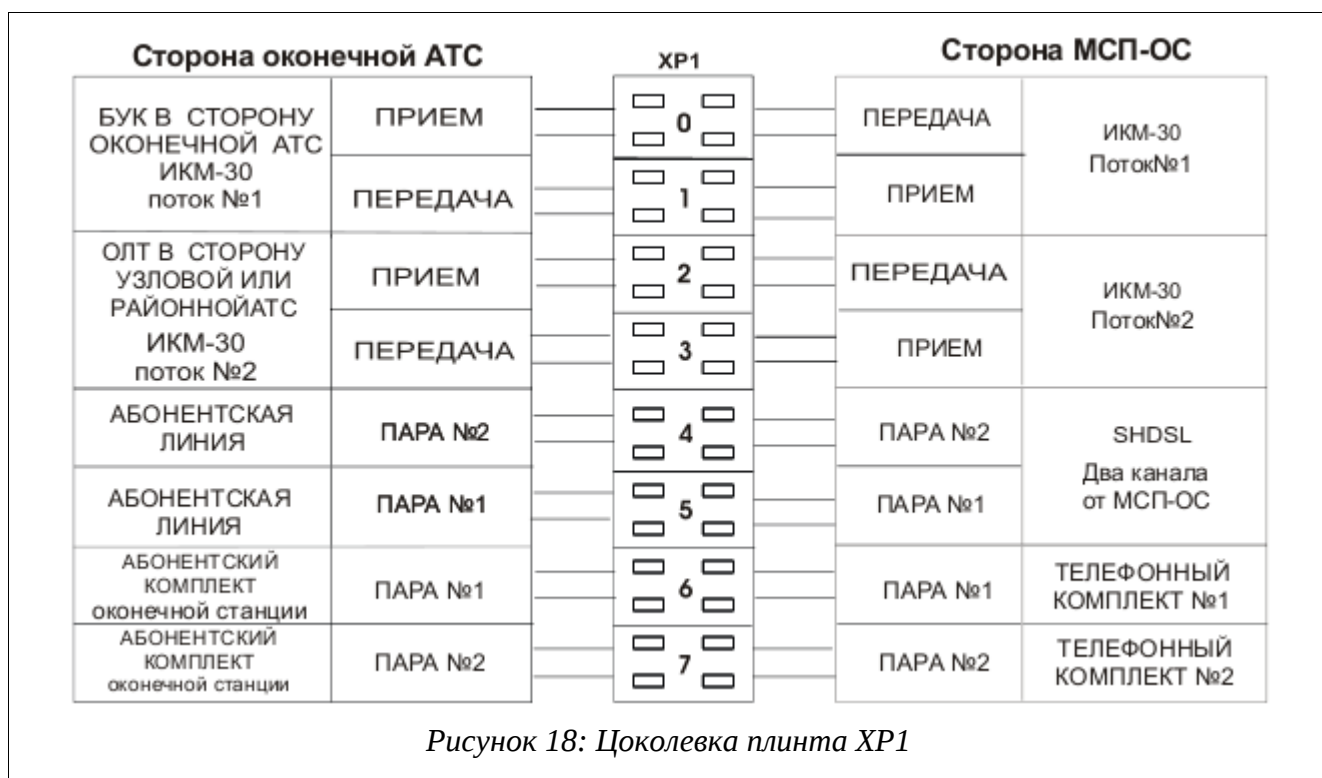 Сторона оконечной АТС
XP1
Сторона МСП-ОС
БУК В СТОРОНУ
ОКОНЕЧНОЙ АТС
ИКМ-30
поток №1
ПРИЕМ
0
ПЕРЕДАЧА
ИКМ-30
Поток№1
ПЕРЕДАЧА
1
ПРИЕМ
ОЛТ В СТОРОНУ
УЗЛОВОЙ ИЛИ
РАЙОННОЙАТС
ИКМ-30
поток №2
ПРИЕМ
2
ПЕРЕДАЧА
ИКМ-30
Поток№2
ПЕРЕДАЧА
3
ПРИЕМ
АБОНЕНТСКАЯ
ЛИНИЯ
ПАРА №2
4
ПАРА №2
SHDSL
Два канала
от МСП-ОС
АБОНЕНТСКАЯ
ЛИНИЯ
ПАРА №1
5
ПАРА №1
АБОНЕНТСКИЙ
КОМПЛЕКТ
оконечной станции
ПАРА №1
6
ПАРА №1
ТЕЛЕФОННЫЙ
КОМПЛЕКТ №1
АБОНЕНТСКИЙ
КОМПЛЕКТ
оконечной станции
ПАРА №2
7
ПАРА №2
ТЕЛЕФОННЫЙ
КОМПЛЕКТ №2
Рисунок 18: Цоколевка плинта XP1